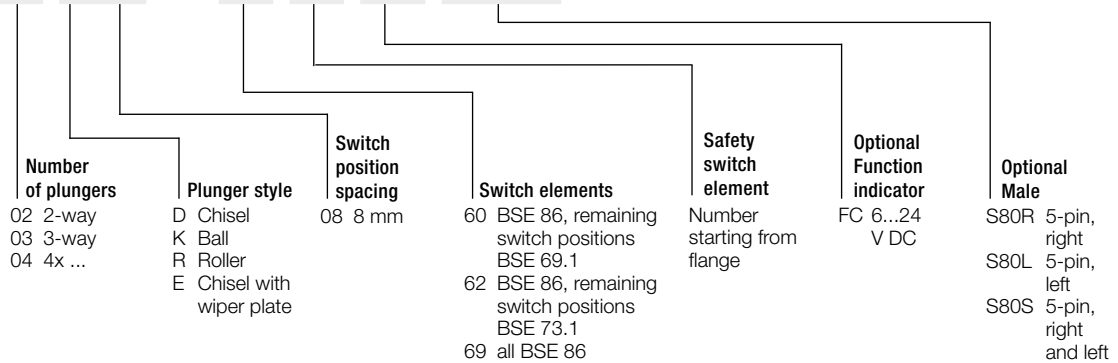 Number
of plungers
02 2-way
03 3-way
04 4x ...
Plunger style
D Chisel
K Ball
R Roller
E Chisel with
wiper plate
Switch
position
spacing
08 8 mm
Switch elements
60 BSE 86, remaining
switch positions
BSE 69.1
62 BSE 86, remaining
switch positions
BSE 73.1
69 all BSE 86
Safety
switch
element
Number
starting from
flange
Optional
Function
indicator
FC 6...24
V DC
Optional
Male
S80R 5-pin,
right
S80L 5-pin,
left
S80S 5-pin,
right
and left